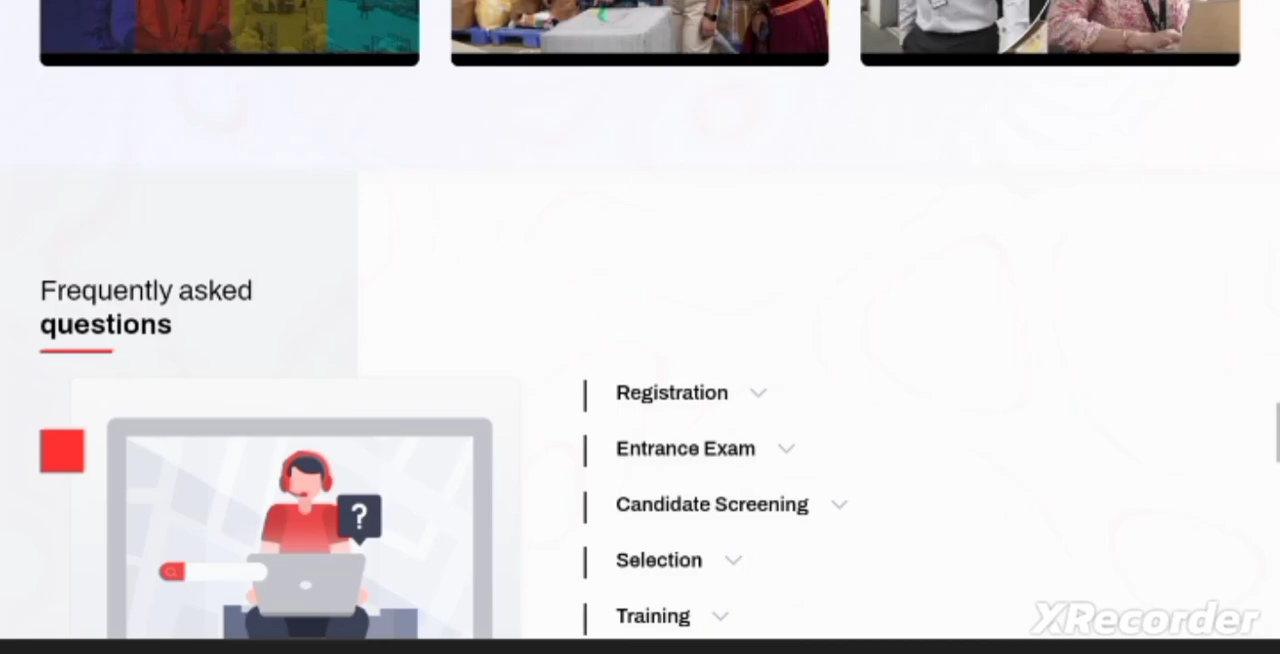 Frequently asked
questions
Registration
Entrance Exam
Candidate Screening
Selection
Training
?
XRecorder